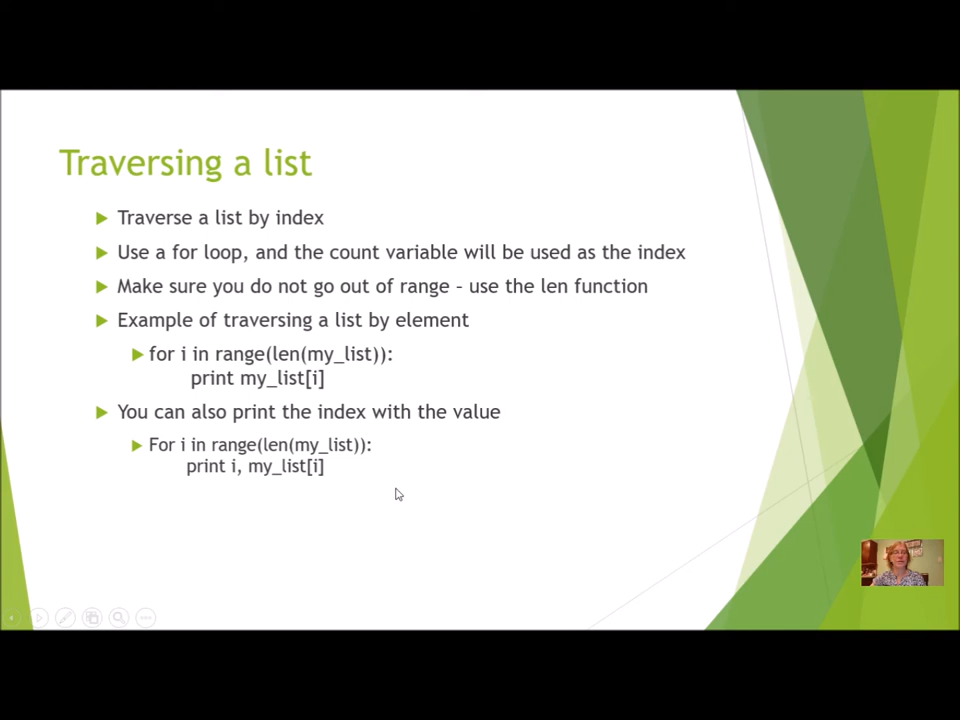 Traversing a list
Traverse a list by index
Use a for loop, and the count variable will be used as the index
Make sure you do not go out of range – use the len function
Example of traversing a list by element
for i in range(len(my_list)):
print my_list[i]
You can also print the index with the value
For i in range(len(my_list)):
print i, my_list[i]